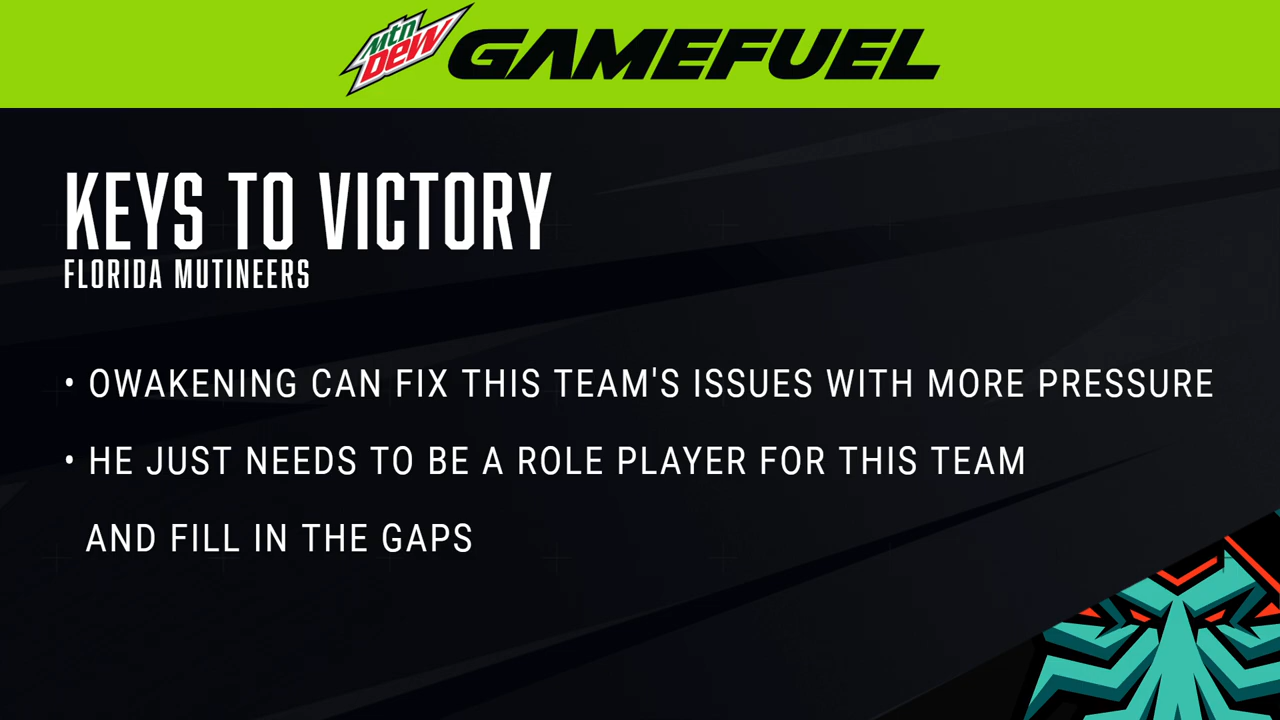 mtn
DEW
GAMEFUEL
KEYS TO VICTORY
FLORIDA MUTINEERS
• OWAKENING CAN FIX THIS TEAM'S ISSUES WITH MORE PRESSURE
• HE JUST NEEDS TO BE A ROLE PLAYER FOR THIS TEAM
AND FILL IN THE GAPS